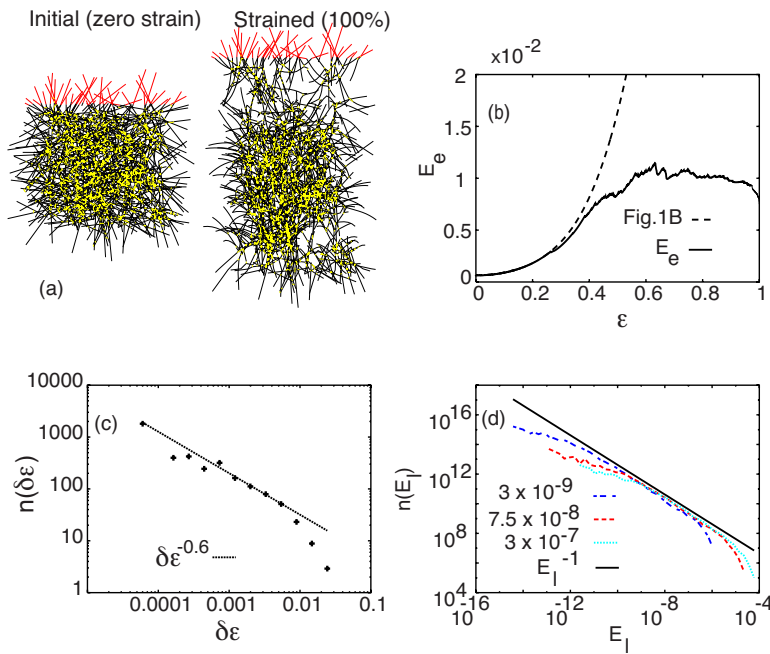 Initial (zero strain)
Strained (100%)
(a)
x10⁻²
2
1.5
1
0.5
0
0 0.2 0.4 0.6 0.8 1
E_e
ε
(b)
Fig.1B
E_e
10000
1000
100
10
1
0.0001 0.001 0.01 0.1
n(δε)
δε
(c)
δε^-0.6
10^16
10^12
10^8
10^4
10^-16 10^-12 10^-8 10^-4
n(E_l)
E_l
(d)
3 x 10^-9
7.5 x 10^-8
3 x 10^-7
E_l^-1